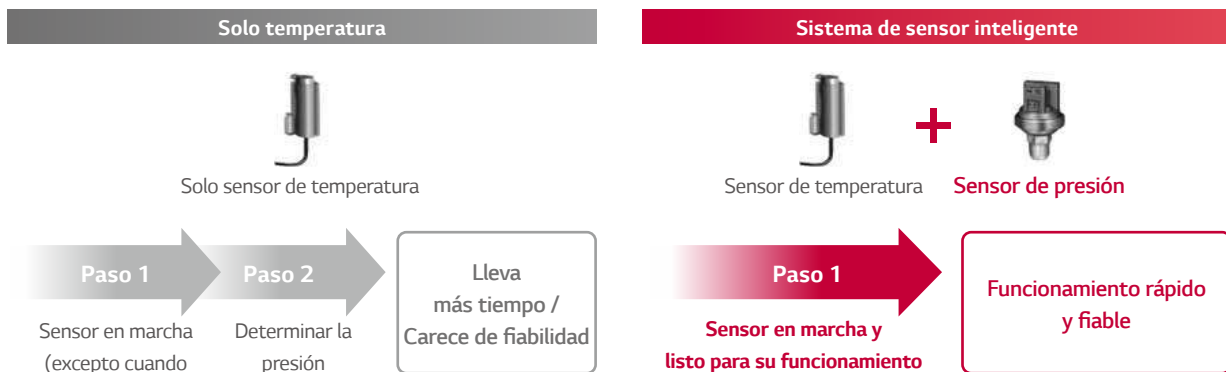 Solo temperatura
Solo sensor de temperatura
Paso 1
Paso 2
Sensor en marcha
(excepto cuando
Determinar la
presión
Lleva
más tiempo /
Carece de fiabilidad
Sistema de sensor inteligente
Sensor de temperatura
+
Sensor de presión
Paso 1
Sensor en marcha y
listo para su funcionamiento
Funcionamiento rápido
y fiable